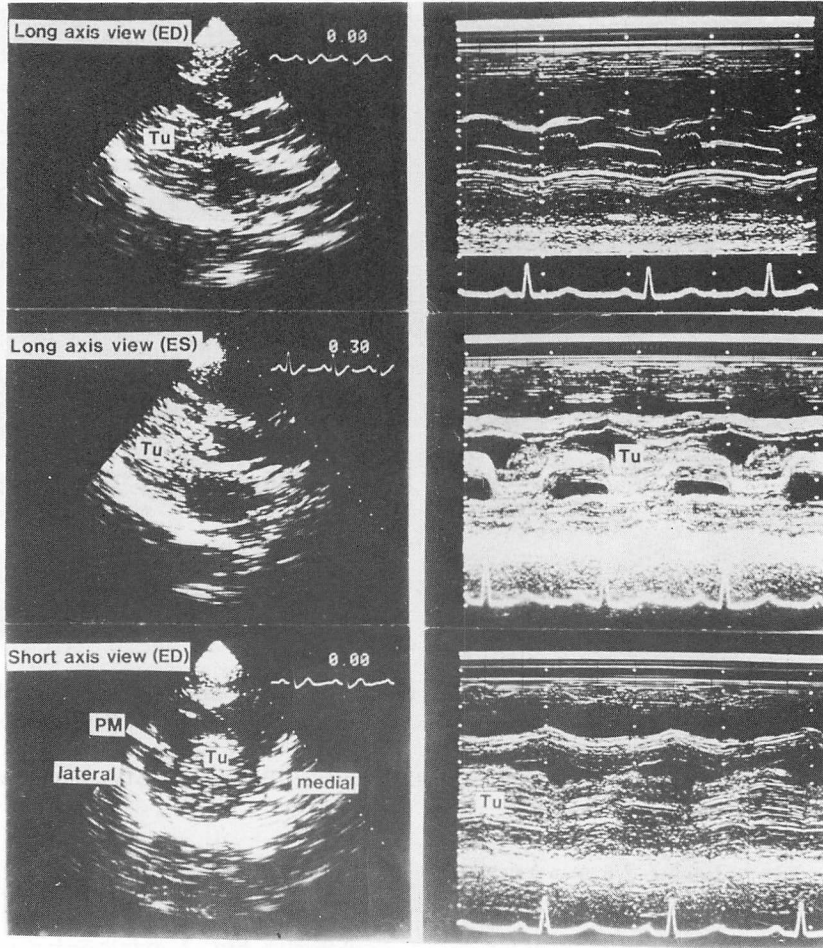 Long axis view (ED)
0.00
Tu
Long axis view (ES)
0.30
Tu
Tu
Short axis view (ED)
0.00
PM
Tu
lateral
medial
Tu